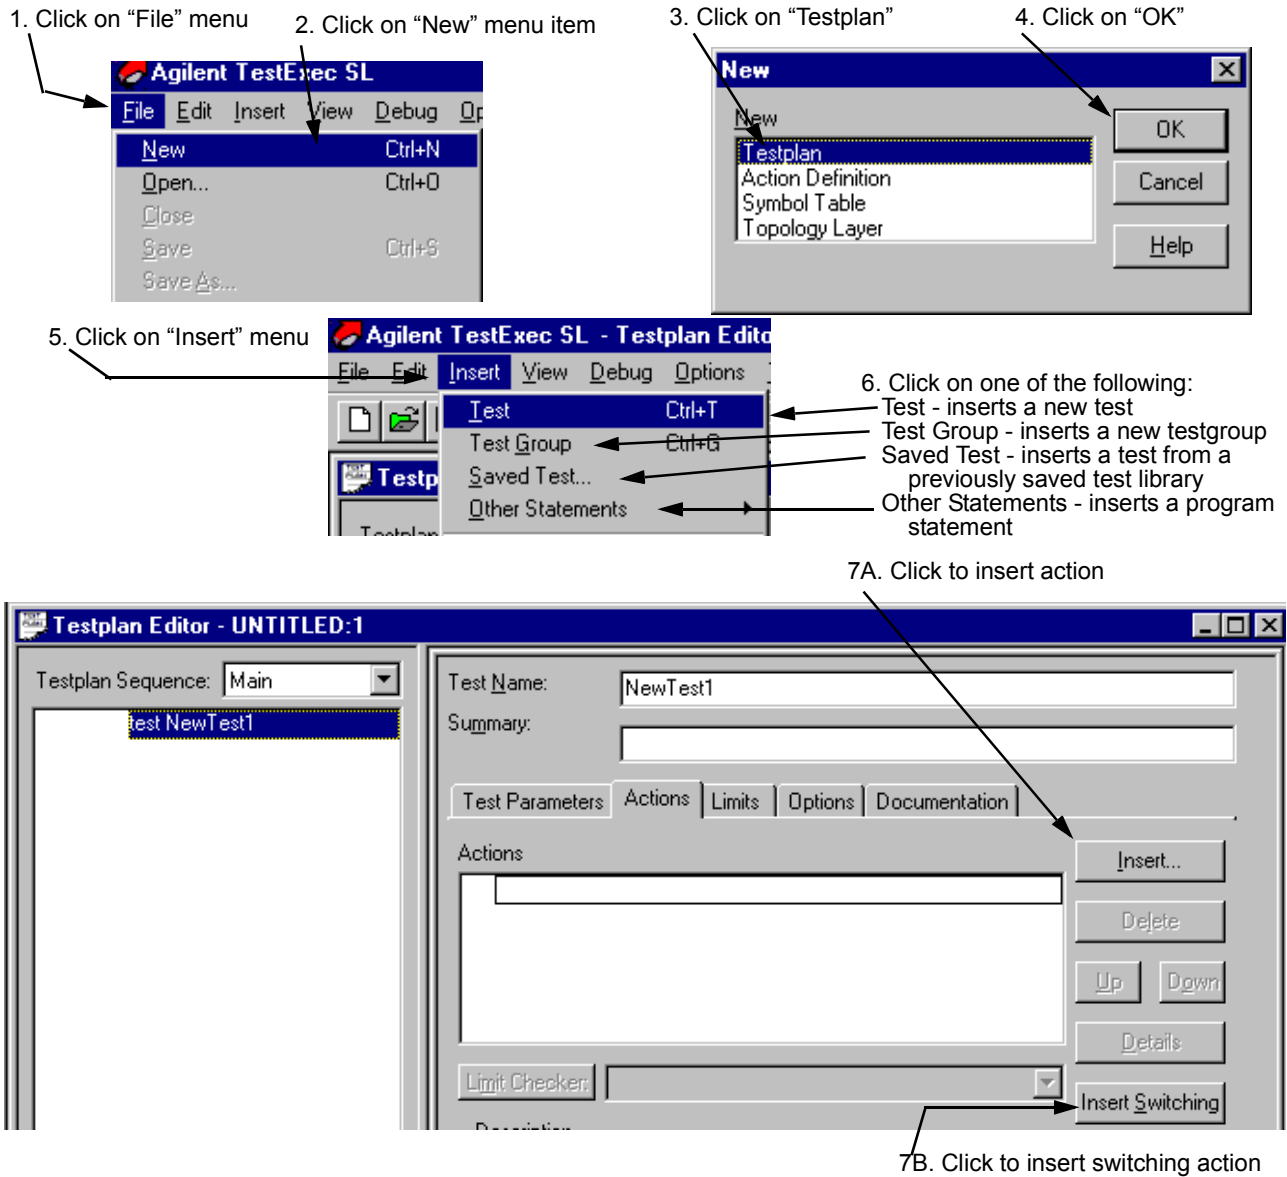 1. Click on “File” menu
2. Click on “New” menu item
3. Click on “Testplan”
4. Click on “OK”
Agilent TestExec SL
File Edit Insert View Debug Op
New Ctrl+N
Open... Ctrl+O
Close
Save Ctrl+S
Save As...
New
New
Testplan
Action Definition
Symbol Table
Topology Layer
OK
Cancel
Help
5. Click on “Insert” menu
Agilent TestExec SL - Testplan Edito
File Edit Insert View Debug Options
Test Ctrl+T
Test Group Ctrl+G
Saved Test...
Other Statements
Testp
Testplan
6. Click on one of the following:
Test - inserts a new test
Test Group - inserts a new testgroup
Saved Test - inserts a test from a
previously saved test library
Other Statements - inserts a program
statement
7A. Click to insert action
Testplan Editor - UNTITLED:1
Testplan Sequence: Main
test NewTest1
Test Name: NewTest1
Summary:
Test Parameters Actions Limits Options Documentation
Actions
Insert...
Delete
Up Down
Details
Limit Checker:
Insert Switching
Description
7B. Click to insert switching action